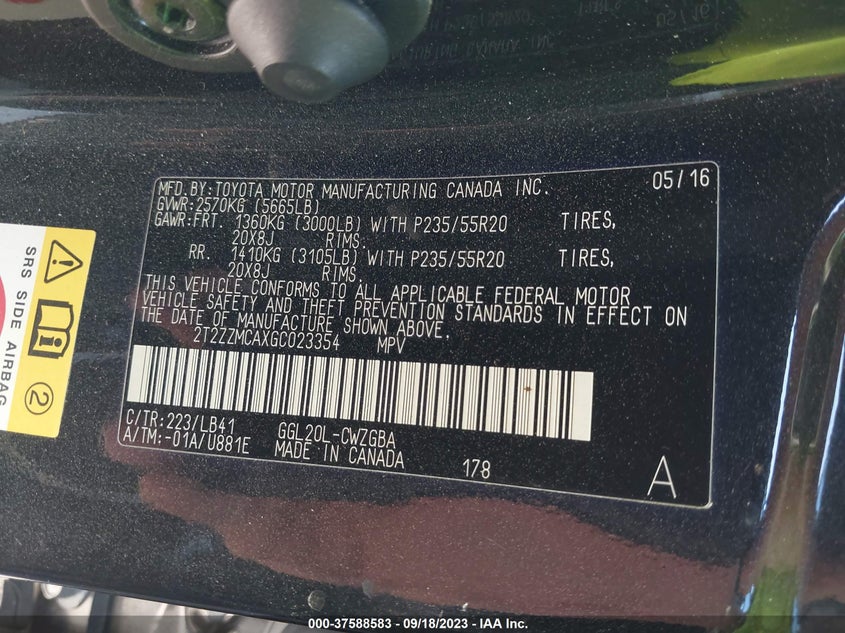 MFD.BY:TOYOTA MOTOR MANUFACTURING CANADA INC. 05/16
GVWR:2570KG (5665LB)
GAWR:FRT. 1360KG (3000LB) WITH P235/55R20 TIRES,
20X8J RIMS.
RR. 1410KG (3105LB) WITH P235/55R20 TIRES,
20X8J RIMS.
THIS VEHICLE CONFORMS TO ALL APPLICABLE FEDERAL MOTOR
VEHICLE SAFETY AND THEFT PREVENTION STANDARDS IN EFFECT ON
THE DATE OF MANUFACTURE SHOWN ABOVE.
2T2ZZMCAXGC023354 MPV
C/TR:223/LB41 GGL20L-CWZGBA
A/TM:-01A/U881E MADE IN CANADA 178 A
SRS SIDE AIRBAG
2
000-37588583 - 09/18/2023 - IAA Inc.